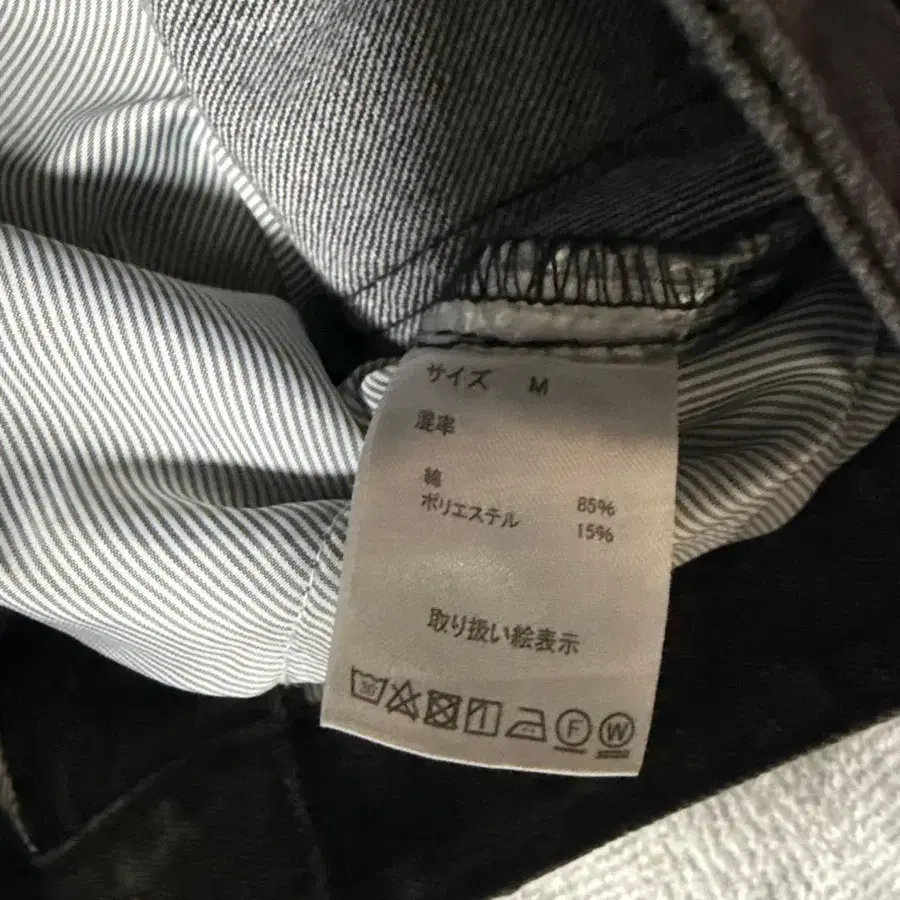 サイズ M
混率
綿 85%
ポリエステル 15%
取り扱い絵表示
30
F W